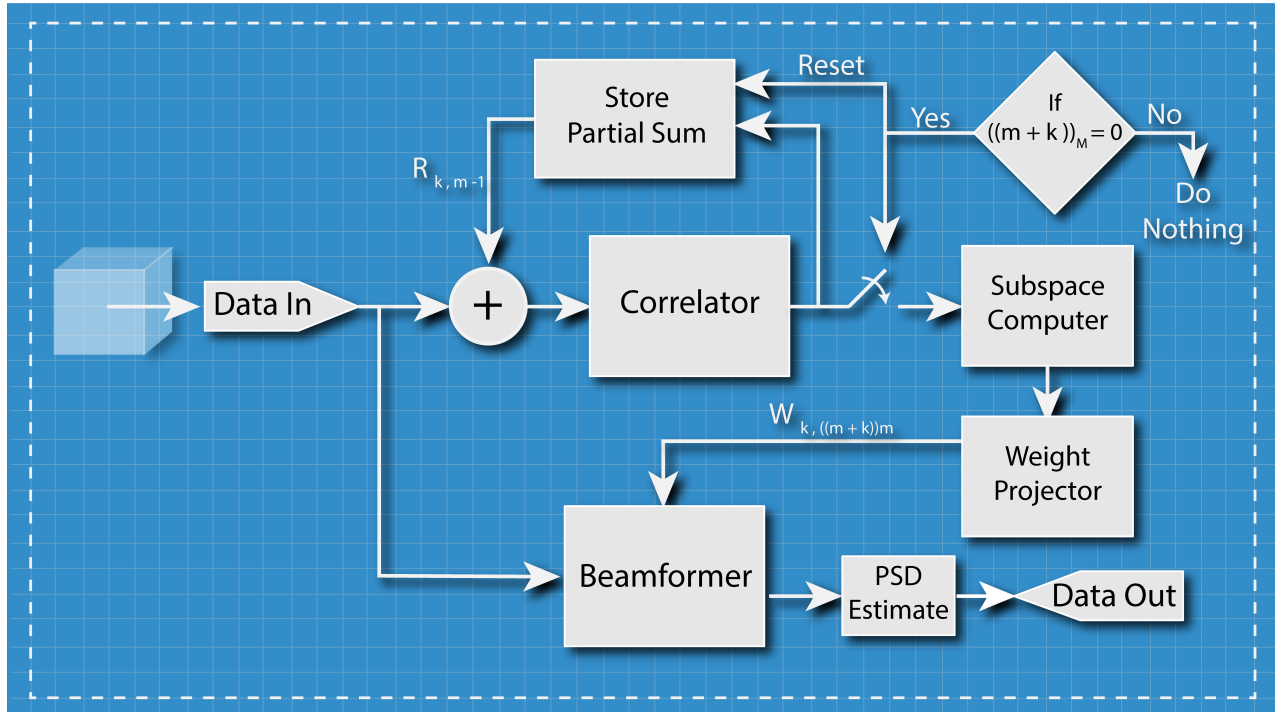 Reset
Store
Partial Sum
If
((m + k ))M = 0
Yes
No
Do
Nothing
R k , m -1
Data In
+
Correlator
Subspace
Computer
W k , ((m + k))m
Weight
Projector
Beamformer
PSD
Estimate
Data Out